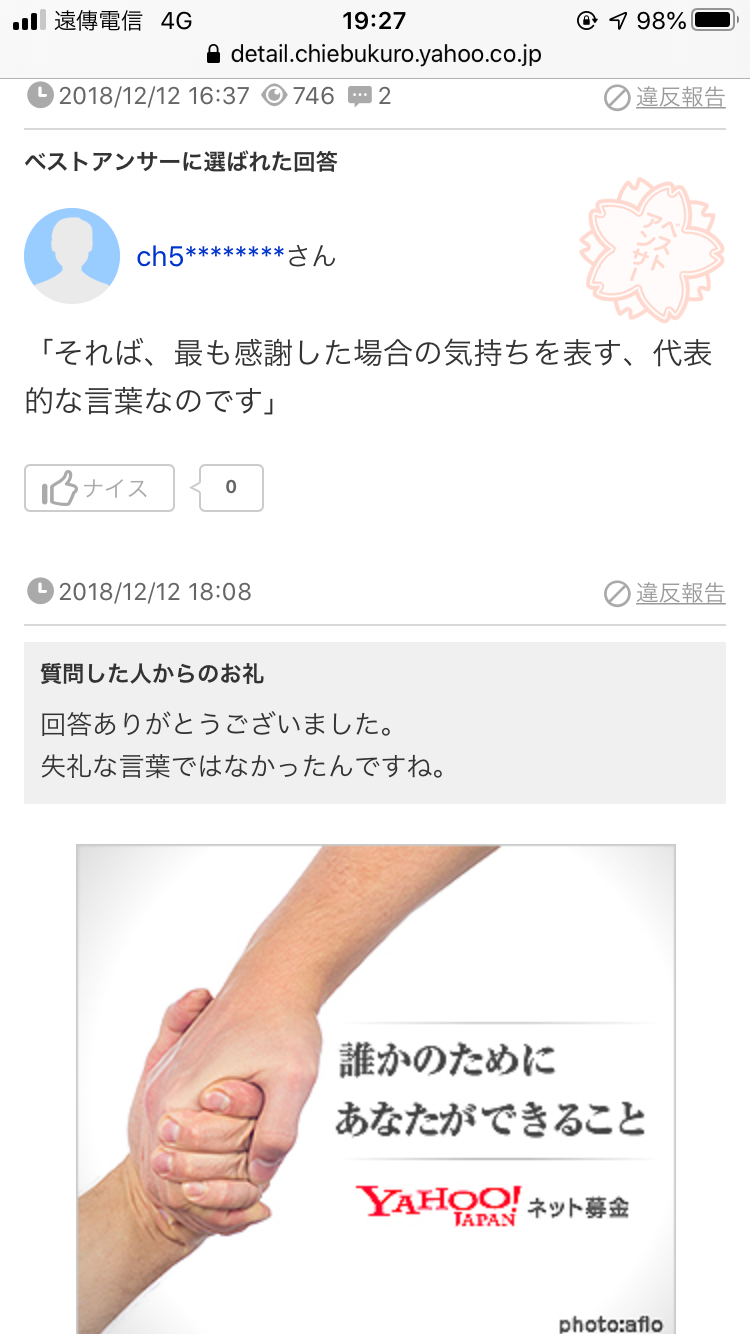 遠傳電信 4G 19:27 98%
detail.chiebukuro.yahoo.co.jp
2018/12/12 16:37 746 2 違反報告
ベストアンサーに選ばれた回答
ベスト
アンサー
ch5********さん
「それば、最も感謝した場合の気持ちを表す、代表
的な言葉なのです」
ナイス 0
2018/12/12 18:08 違反報告
質問した人からのお礼
回答ありがとうございました。
失礼な言葉ではなかったんですね。
誰かのために
あなたができること
YAHOO! JAPAN ネット募金
photo:aflo